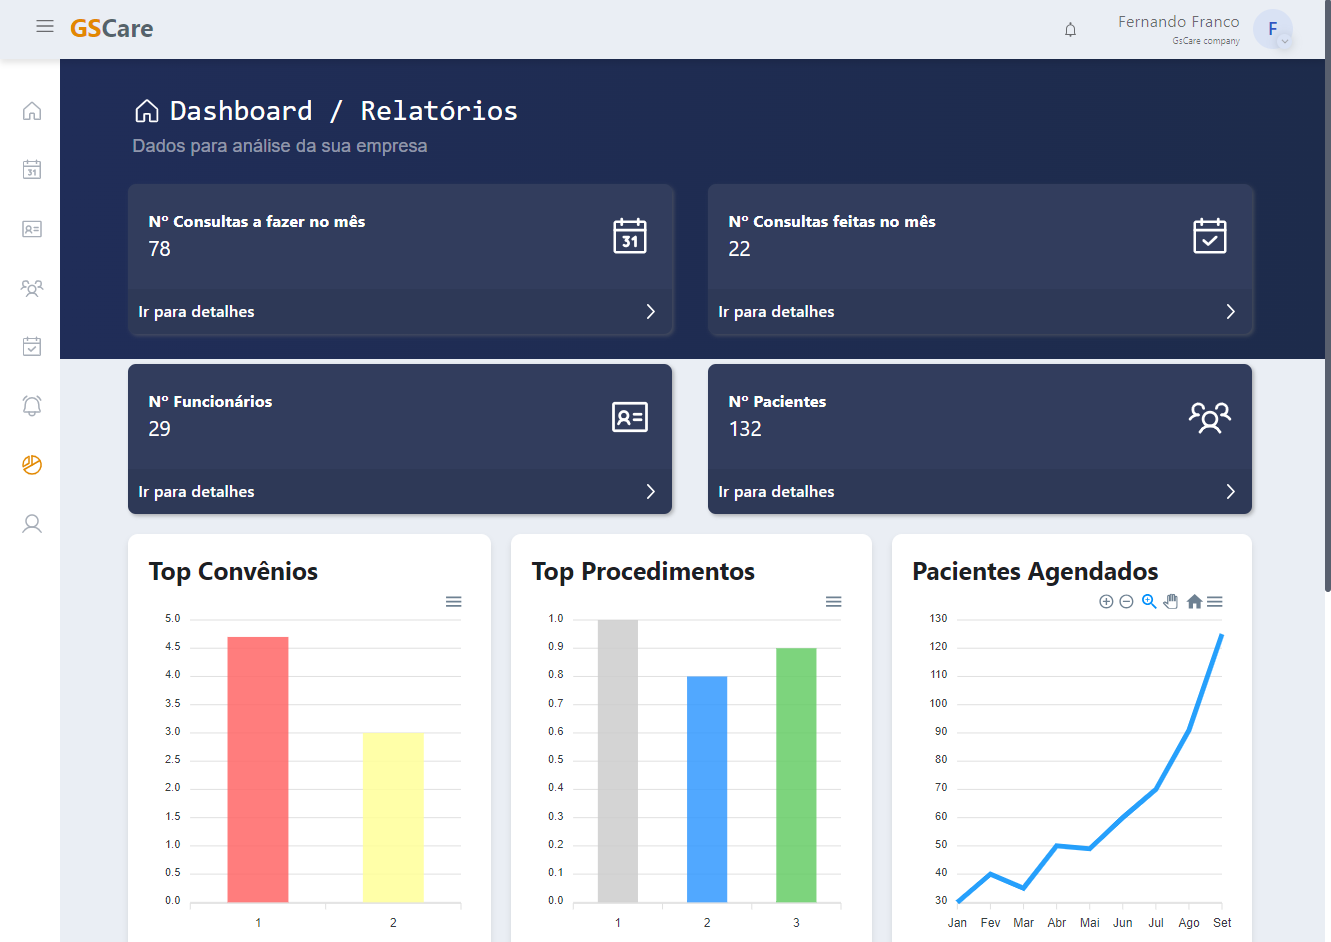 GSCare
Fernando Franco
GsCare company
F
Dashboard / Relatórios
Dados para análise da sua empresa
31
Nº Consultas a fazer no mês
78
31
Ir para detalhes
Nº Consultas feitas no mês
22
Ir para detalhes
Nº Funcionários
29
Ir para detalhes
Nº Pacientes
132
Ir para detalhes
Top Convênios
5.0
4.5
4.0
3.5
3.0
2.5
2.0
1.5
1.0
0.5
0.0
1 2
Top Procedimentos
1.0
0.9
0.8
0.7
0.6
0.5
0.4
0.3
0.2
0.1
0.0
1 2 3
Pacientes Agendados
130
120
110
100
90
80
70
60
50
40
30
Jan Fev Mar Abr Mai Jun Jul Ago Set